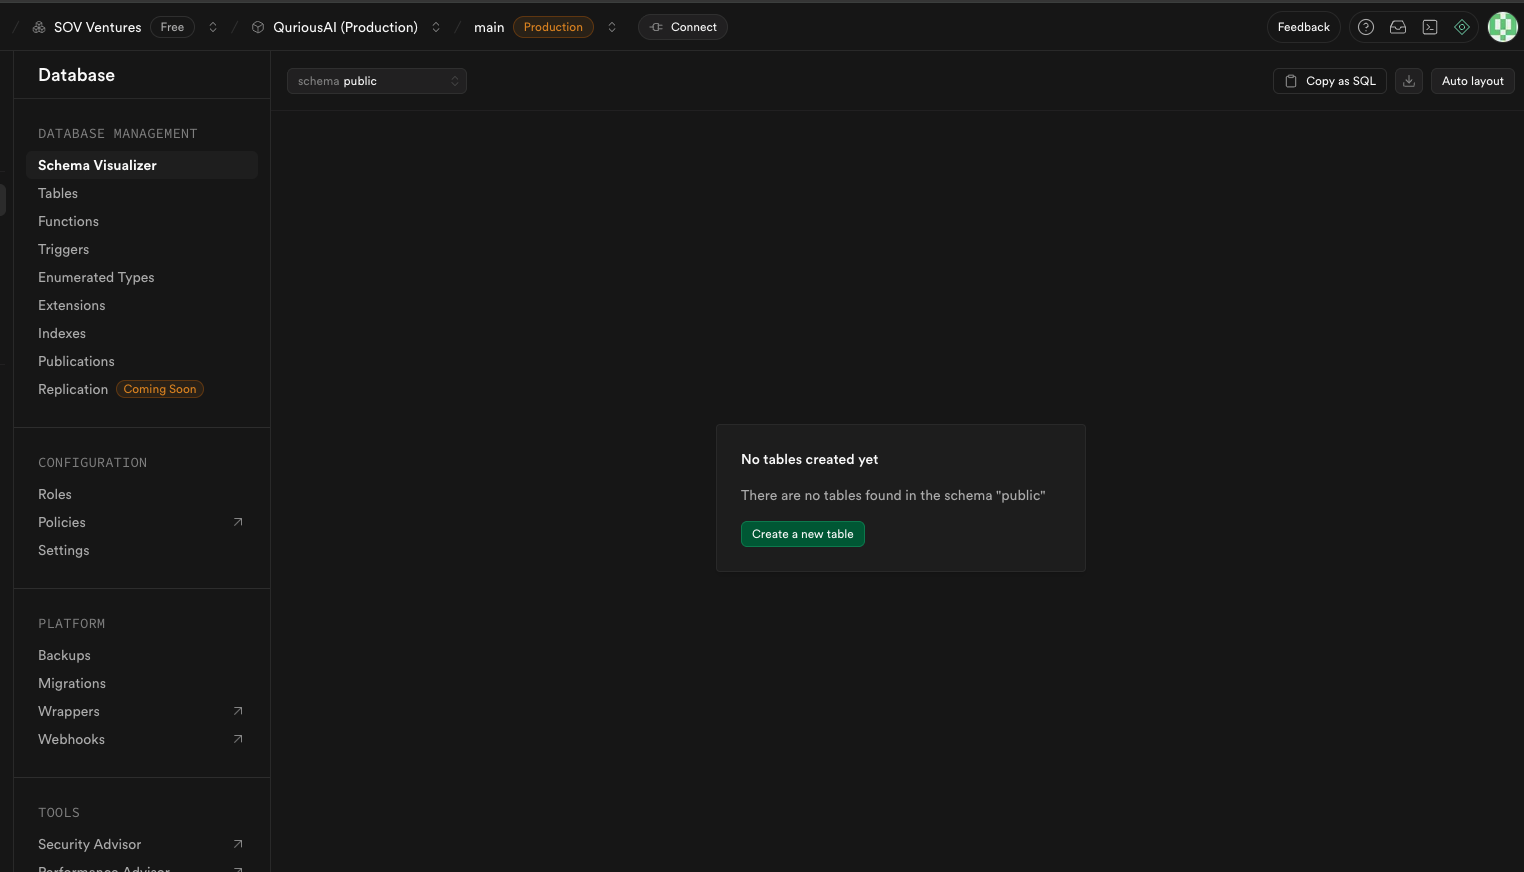 SOV Ventures Free QuriousAI (Production) main Production Connect Feedback
Database
schema public Copy as SQL Auto layout
DATABASE MANAGEMENT
Schema Visualizer
Tables
Functions
Triggers
Enumerated Types
Extensions
Indexes
Publications
Replication Coming Soon
CONFIGURATION
Roles
Policies
Settings
PLATFORM
Backups
Migrations
Wrappers
Webhooks
TOOLS
Security Advisor
Performance Advisor
No tables created yet
There are no tables found in the schema "public"
Create a new table